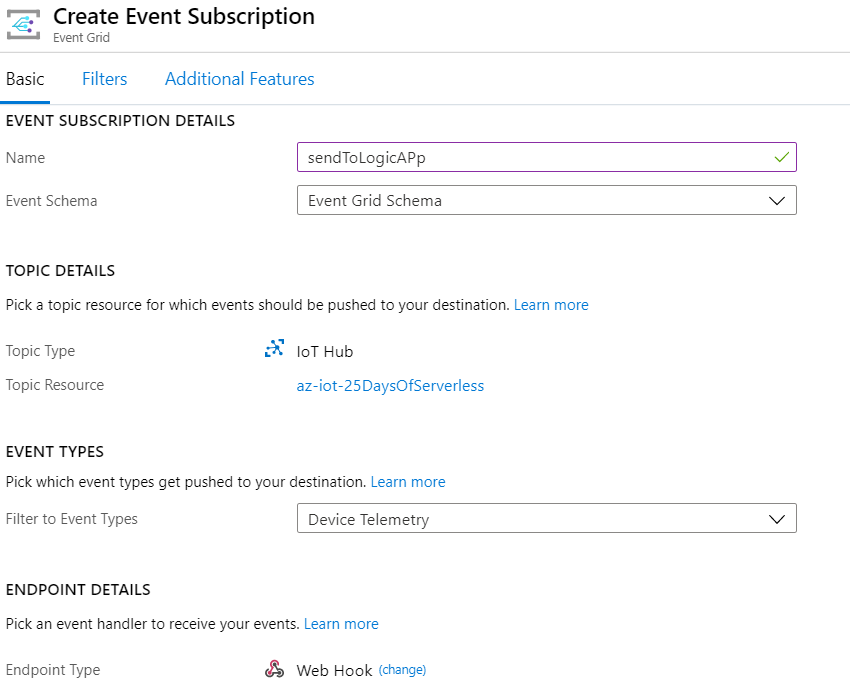 Create Event Subscription
Event Grid
Basic Filters Additional Features
EVENT SUBSCRIPTION DETAILS
Name sendToLogicAPp
Event Schema Event Grid Schema
TOPIC DETAILS
Pick a topic resource for which events should be pushed to your destination. Learn more
Topic Type IoT Hub
Topic Resource az-iot-25DaysOfServerless
EVENT TYPES
Pick which event types get pushed to your destination. Learn more
Filter to Event Types Device Telemetry
ENDPOINT DETAILS
Pick an event handler to receive your events. Learn more
Endpoint Type Web Hook (change)